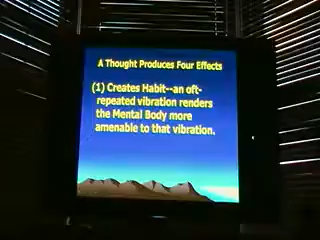 A Thought Produces Four Effects
(1) Creates Habit--an oft-
repeated vibration renders
the Mental Body more
amenable to that vibration.